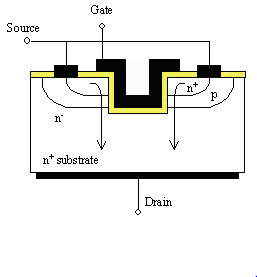 Gate
Source
n+
p
n-
n+ substrate
Drain